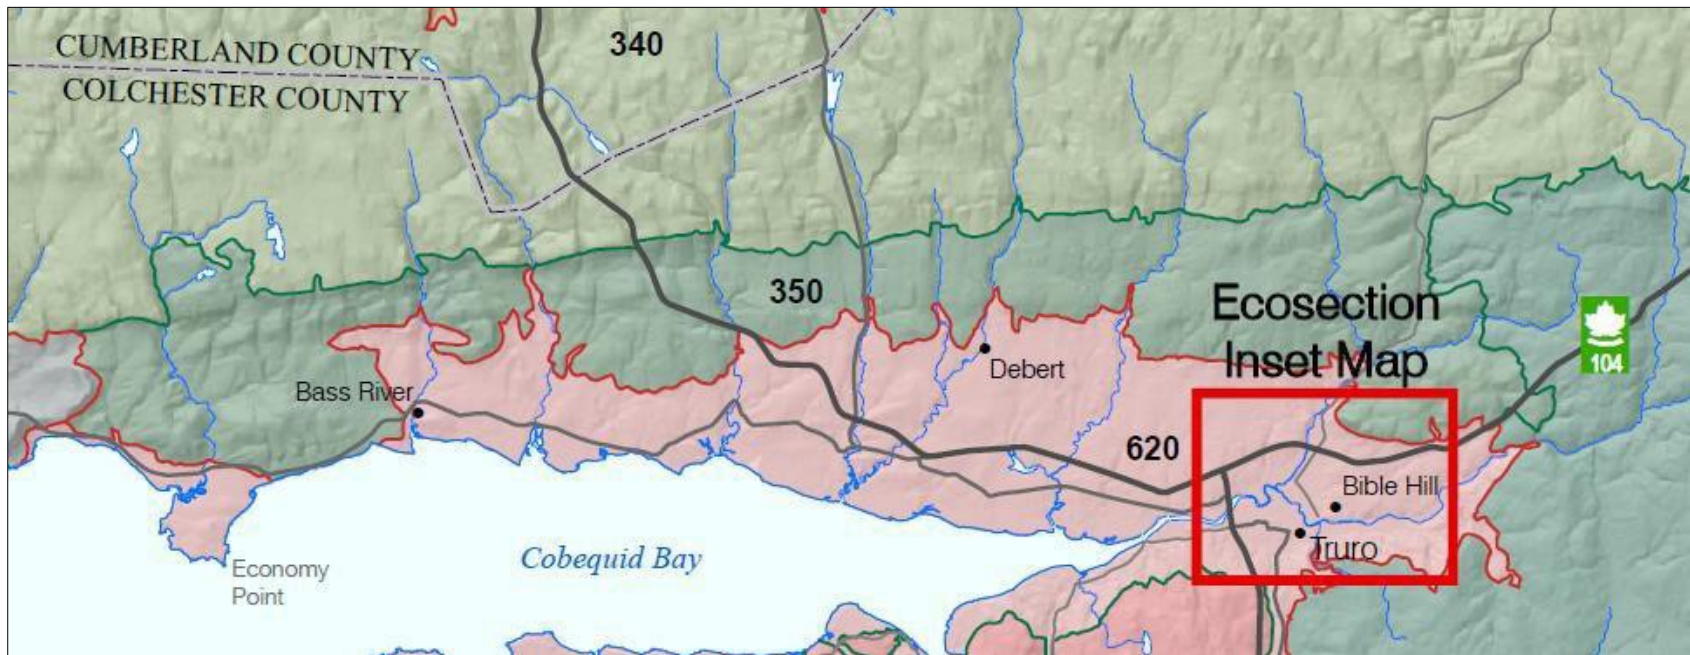 340
CUMBERLAND COUNTY
COLCHESTER COUNTY
350
Ecosection
Inset Map
104
Debert
Bass River
620
Bible Hill
Truro
Cobequid Bay
Economy
Point